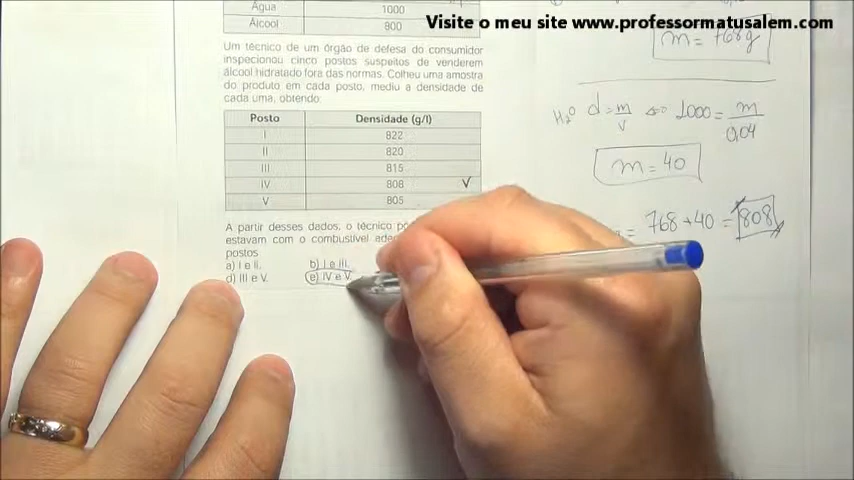 Visite o meu site www.professormatusalem.com
Água 1000
Álcool 800
m = 768g
Um técnico de um órgão de defesa do consumidor
inspecionou cinco postos suspeitos de venderem
álcool hidratado fora das normas. Colheu uma amostra
do produto em cada posto, mediu a densidade de
cada uma, obtendo:
Posto Densidade (g/l)
I 822
II 820
III 815
IV 808 V
V 805
H₂O d = m/v ⇔ 1000 = m/0,04
m = 40
= 768 + 40 = 808
A partir desses dados, o técnico
estavam com o combustível
postos
a) I e II. b) I e III.
d) III e V. e) IV e V.